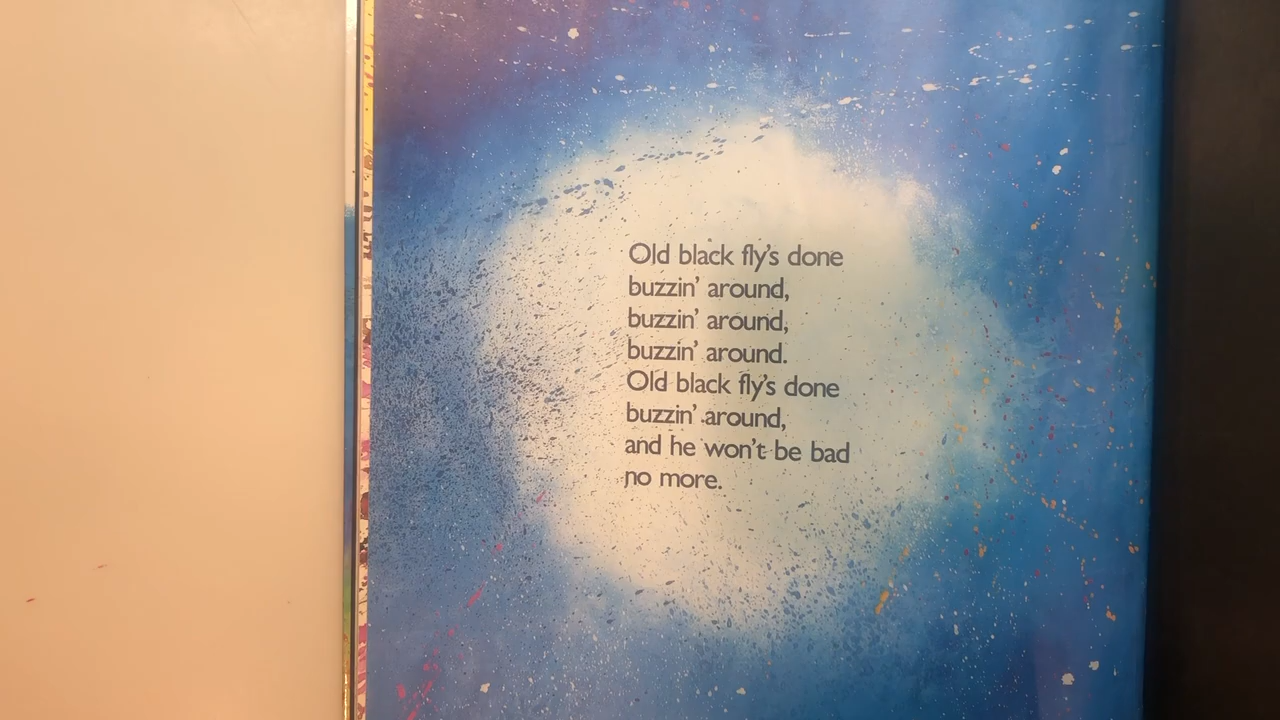 Old black fly's done
buzzin' around,
buzzin' around,
buzzin' around.
Old black fly's done
buzzin' around,
and he won't be bad
no more.